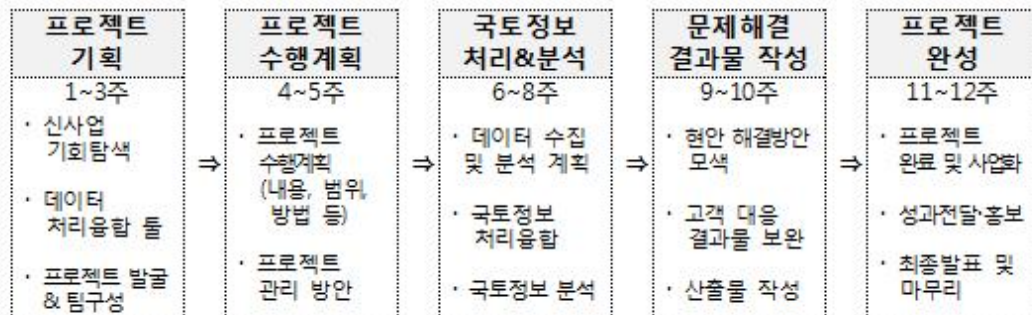 프로젝트
기획
1~3주
· 신사업
기회탐색
· 데이터
처리융합 툴
· 프로젝트 발굴
& 팀구성
⇒
프로젝트
수행계획
4~5주
· 프로젝트
수행계획
(내용, 범위,
방법 등)
· 프로젝트
관리 방안
⇒
국토정보
처리&분석
6~8주
· 데이터 수집
및 분석 계획
· 국토정보
처리융합
· 국토정보 분석
⇒
문제해결
결과물 작성
9~10주
· 현안 해결방안
모색
· 고객 대응
결과물 보완
· 산출물 작성
⇒
프로젝트
완성
11~12주
· 프로젝트
완료 및 사업화
· 성과전달·홍보
· 최종발표 및
마무리